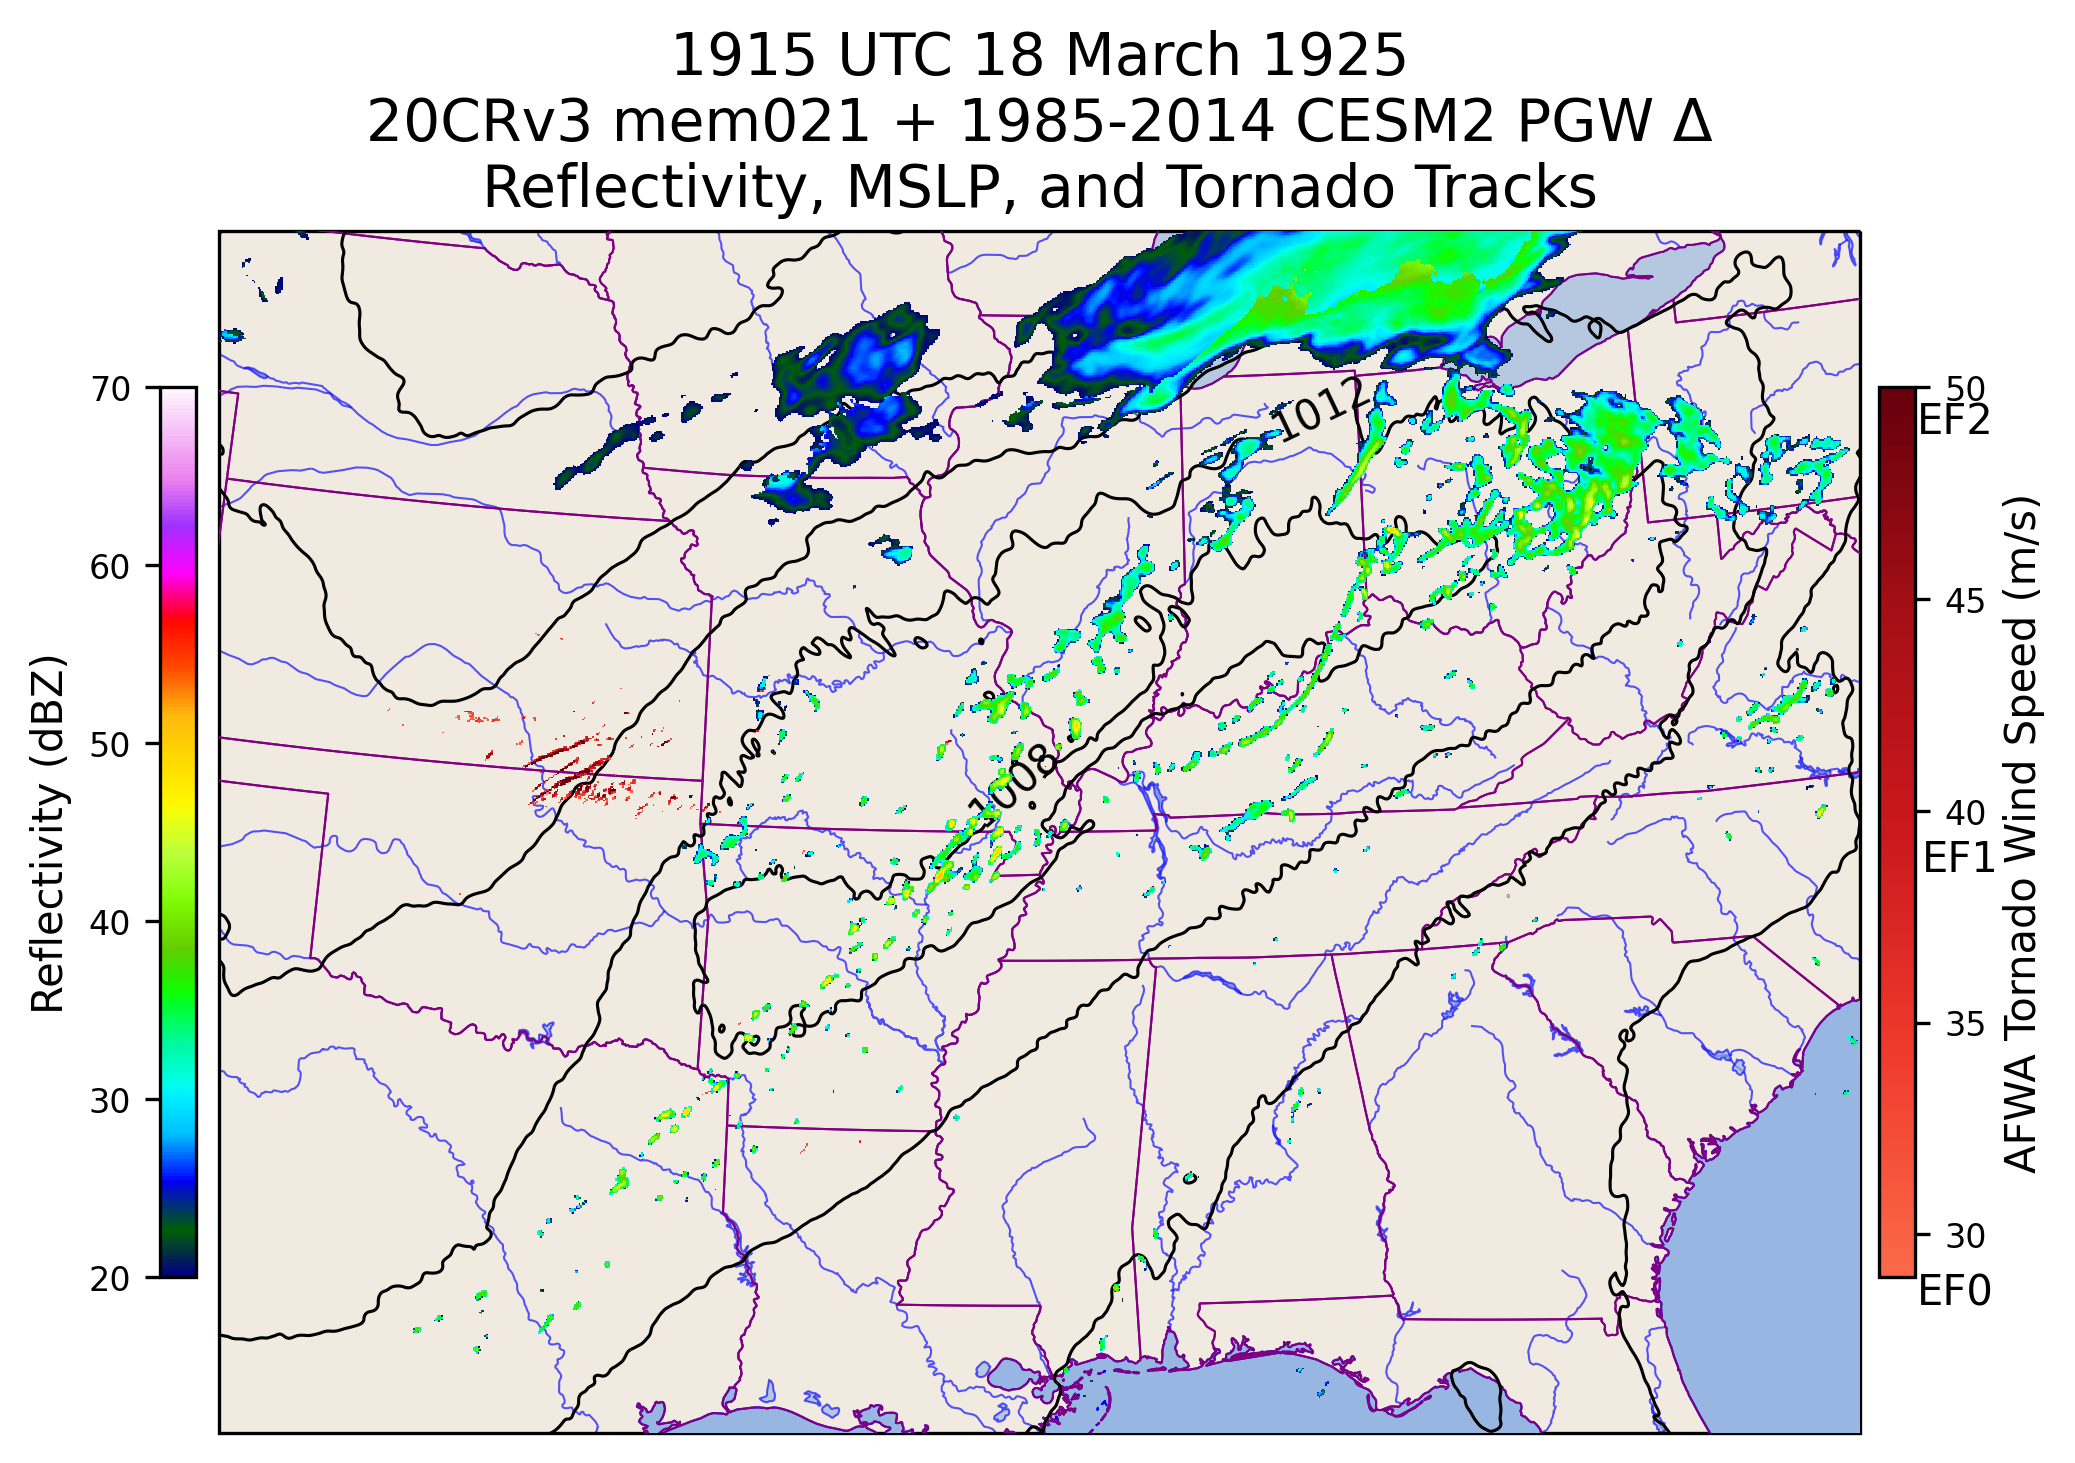 1915 UTC 18 March 1925
20CRv3 mem021 + 1985-2014 CESM2 PGW Δ
Reflectivity, MSLP, and Tornado Tracks
70
60
50
40
30
20
Reflectivity (dBZ)
1012
1008
50
EF2
45
40
EF1
35
30
EF0
AFWA Tornado Wind Speed (m/s)